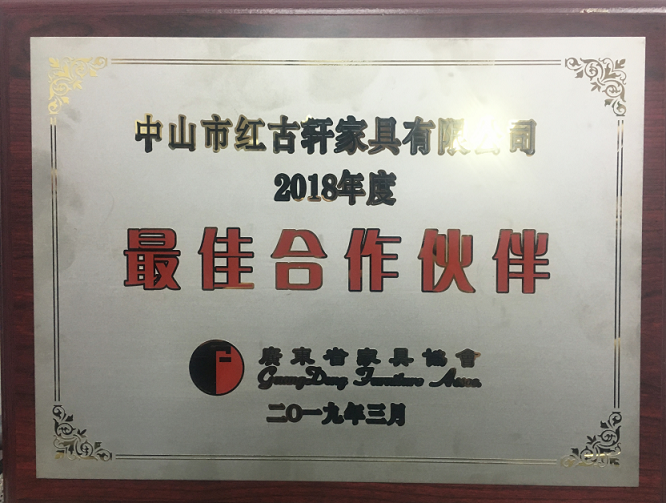 中山市红古轩家具有限公司
2018年度
最佳合作伙伴
廣東省家具協會
GuangDong Furniture Assoc.
二〇一九年三月